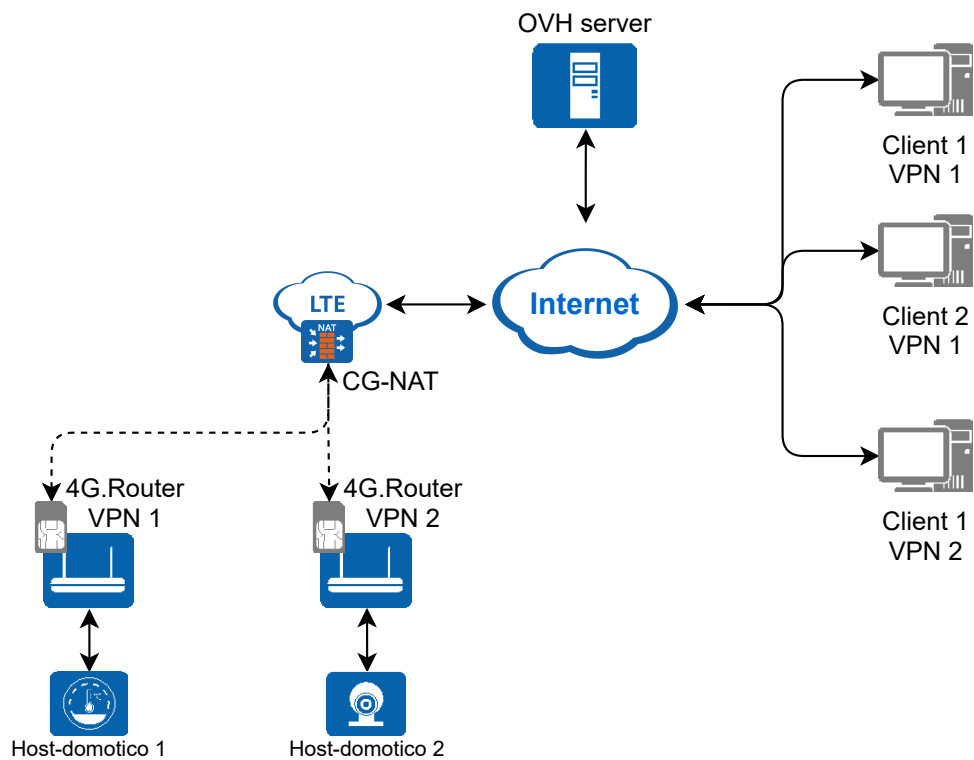 OVH server
Client 1
VPN 1
Internet
LTE
NAT
CG-NAT
Client 2
VPN 1
4G.Router
VPN 1
4G.Router
VPN 2
Client 1
VPN 2
Host-domotico 1
Host-domotico 2